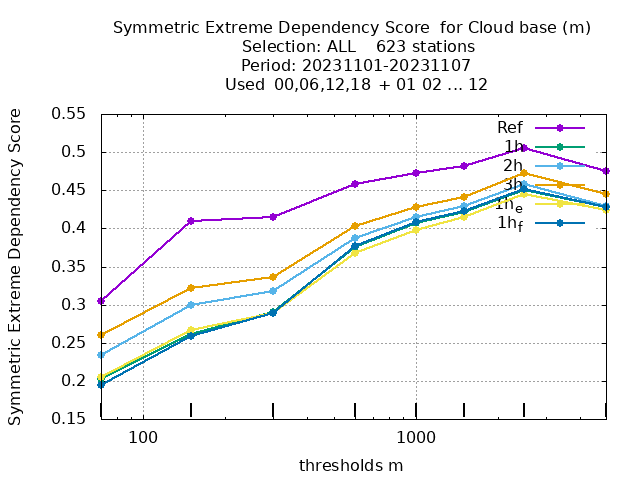 Symmetric Extreme Dependency Score for Cloud base (m)
Selection: ALL 623 stations
Period: 20231101-20231107
Used 00,06,12,18 + 01 02 ... 12
Symmetric Extreme Dependency Score
0.55
0.5
0.45
0.4
0.35
0.3
0.25
0.2
0.15
Ref
1h
2h
3h
1he
1hf
100
1000
thresholds m